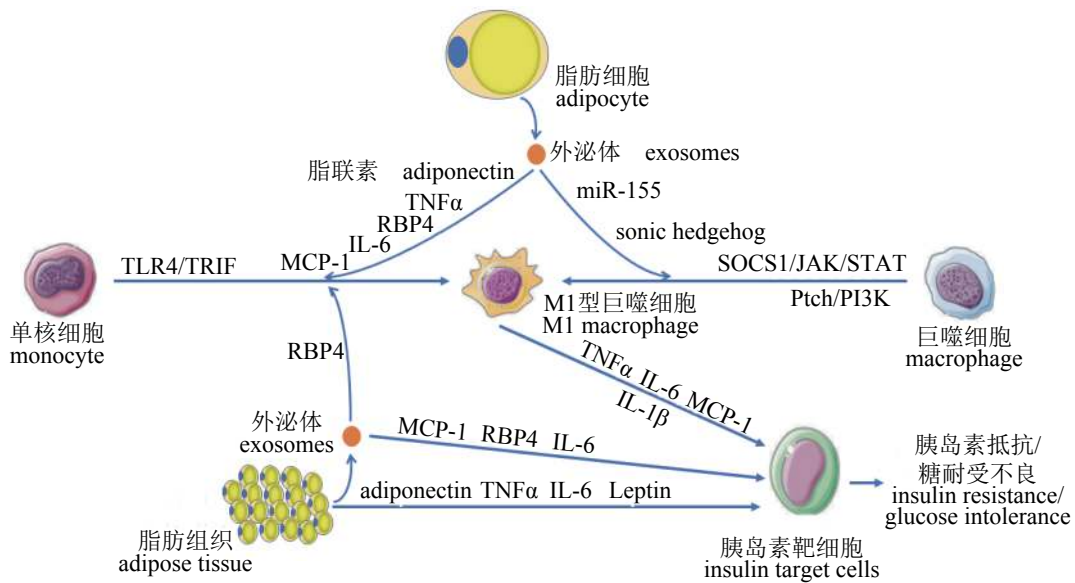 脂肪细胞
adipocyte
外泌体 exosomes
脂联素 adiponectin
miR-155
TNFα
RBP4
IL-6
sonic hedgehog
TLR4/TRIF
MCP-1
SOCS1/JAK/STAT
Ptch/PI3K
单核细胞
monocyte
M1型巨噬细胞
M1 macrophage
巨噬细胞
macrophage
RBP4
TNFα IL-6 MCP-1
IL-1β
外泌体
exosomes
MCP-1 RBP4 IL-6
胰岛素抵抗/
糖耐受不良
insulin resistance/
glucose intolerance
adiponectin TNFα IL-6 Leptin
脂肪组织
adipose tissue
胰岛素靶细胞
insulin target cells